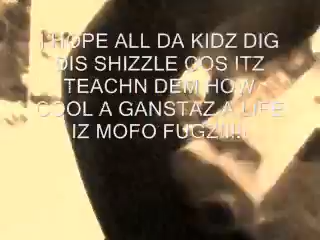 I HOPE ALL DA KIDZ DIG
DIS SHIZZLE COS ITZ
TEACHN DEM HOW
COOL A GANSTAZ A LIFE
IZ MOFO FUGZ!!!!!